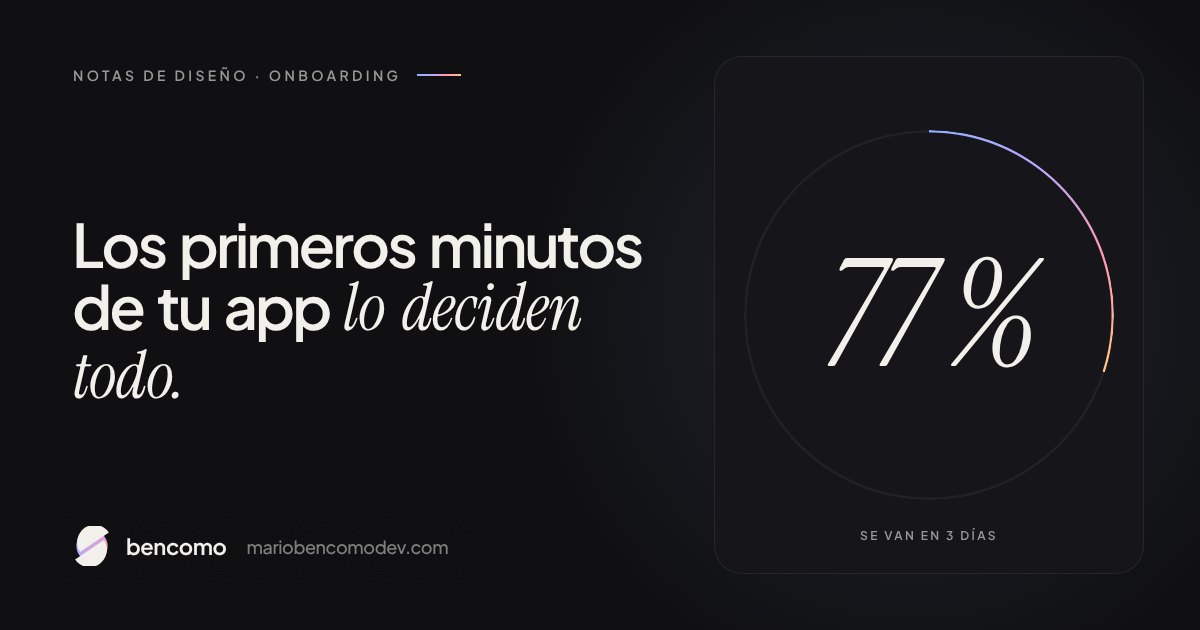 NOTAS DE DISEÑO · ONBOARDING
Los primeros minutos
de tu app lo deciden
todo.
bencomo mariobencomodev.com
77 %
SE VAN EN 3 DÍAS